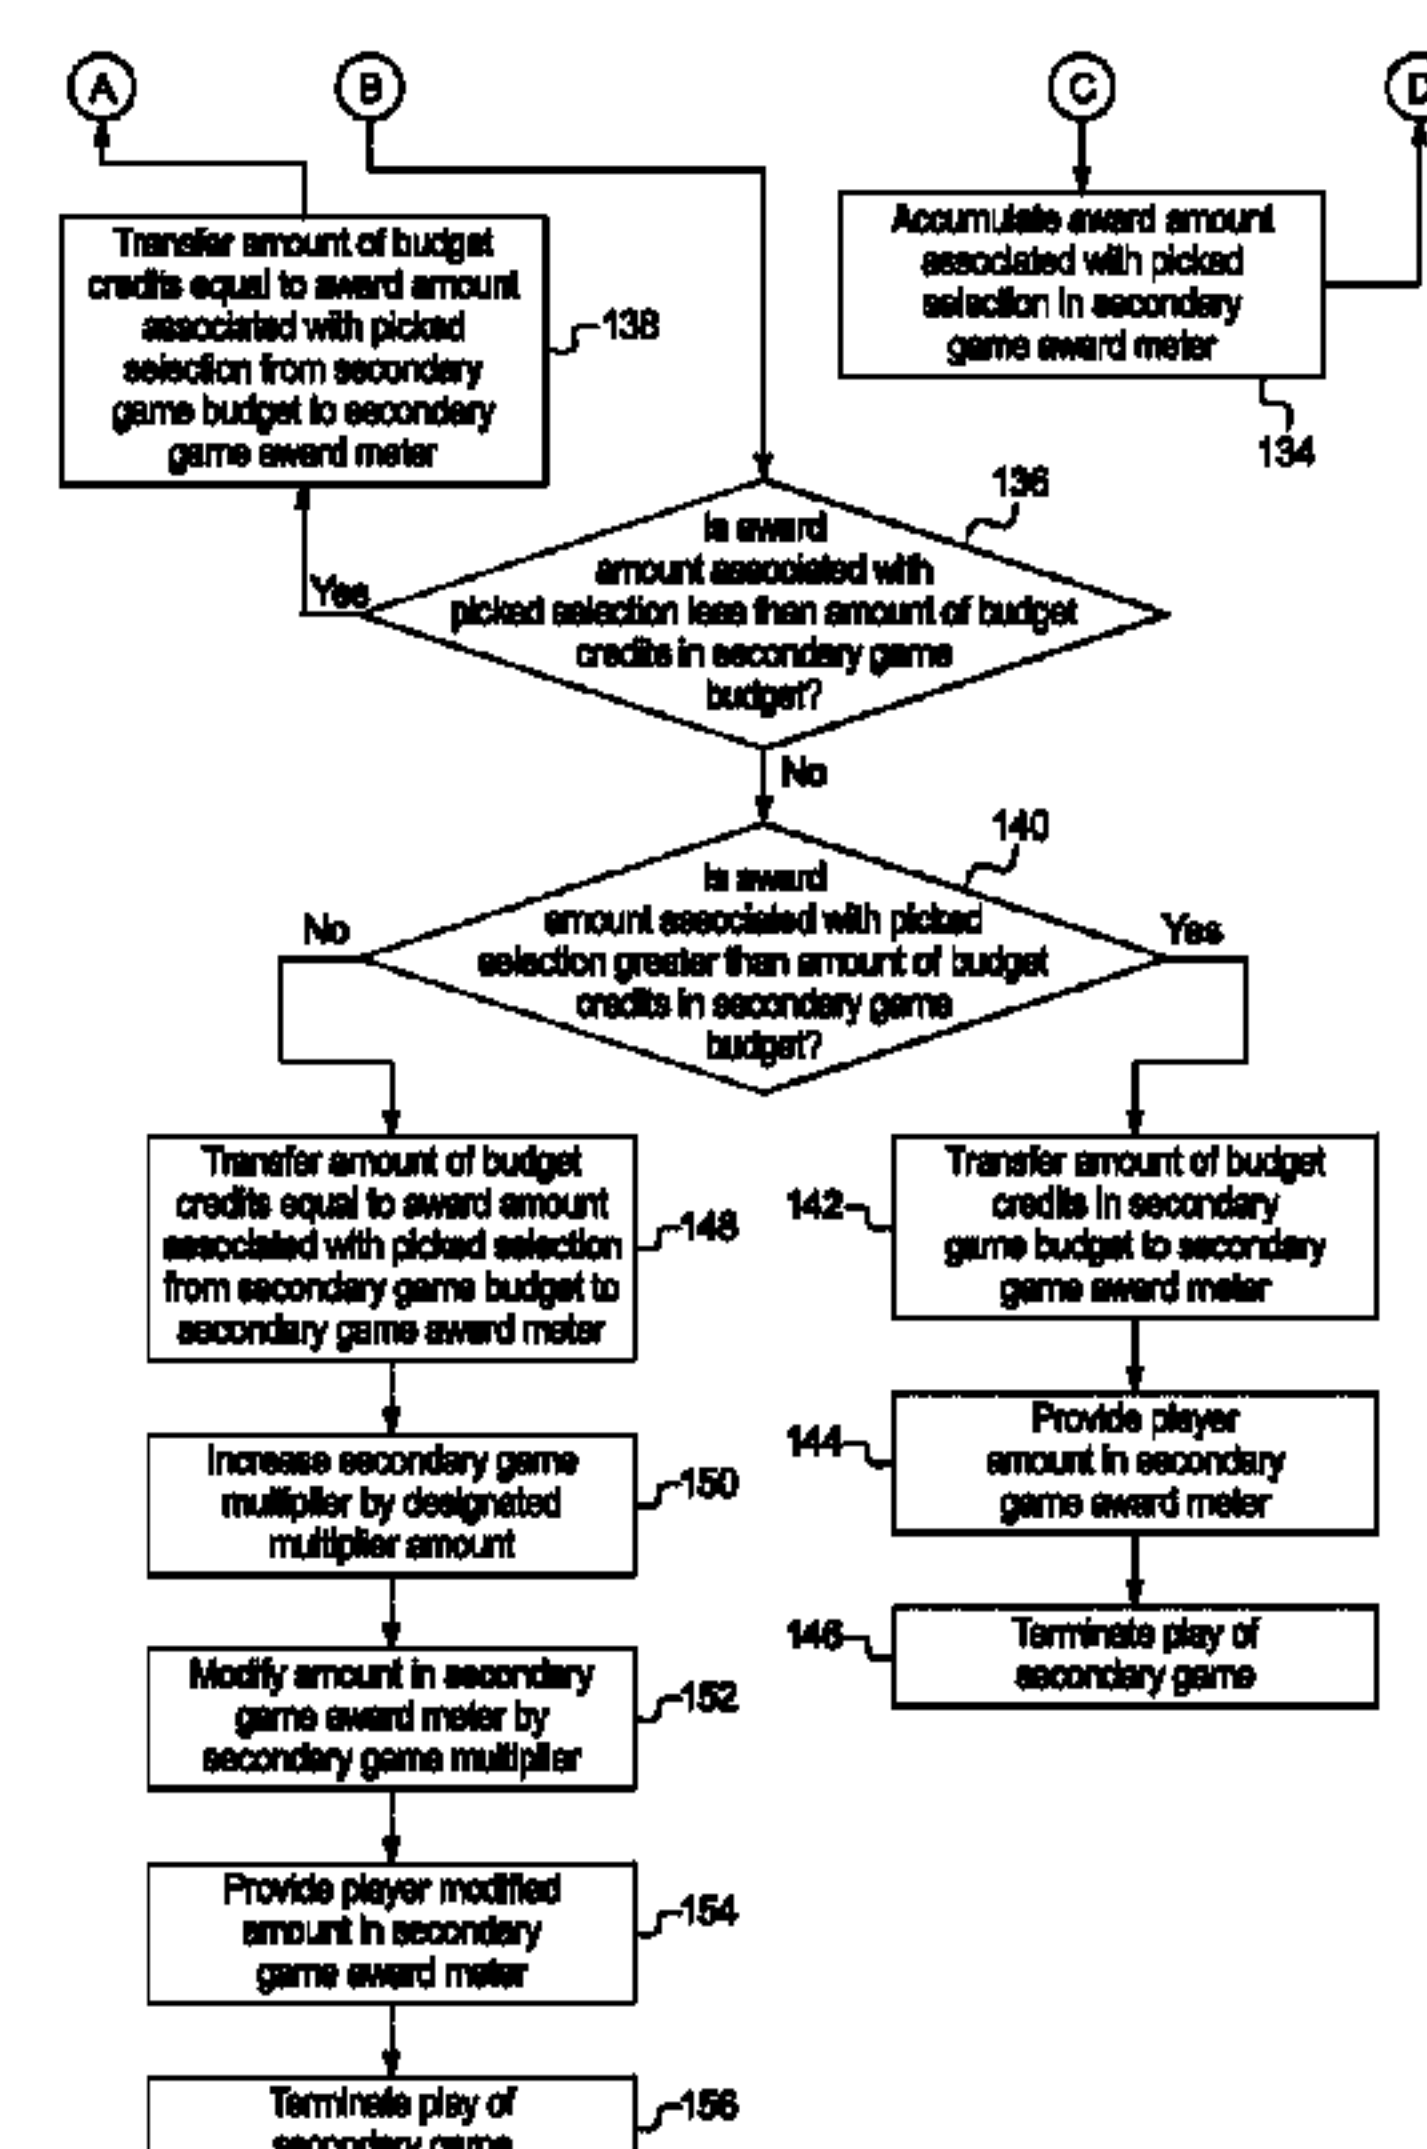 A
B
C
D
Transfer amount of budget
credits equal to award amount
associated with picked
selection from secondary
game budget to secondary
game award meter
138
Accumulate award amount
associated with picked
selection in secondary
game award meter
134
136
Is award
amount associated with
picked selection less than amount of budget
credits in secondary game
budget?
Yes
No
140
Is award
amount associated with picked
selection greater than amount of budget
credits in secondary game
budget?
No
Yes
Transfer amount of budget
credits equal to award amount
associated with picked selection
from secondary game budget to
secondary game award meter
148
142
Transfer amount of budget
credits in secondary
game budget to secondary
game award meter
Increase secondary game
multiplier by designated
multiplier amount
150
144
Provide player
amount in secondary
game award meter
146
Terminate play of
secondary game
Modify amount in secondary
game award meter by
secondary game multiplier
152
Provide player modified
amount in secondary
game award meter
154
Terminate play of
secondary game
156